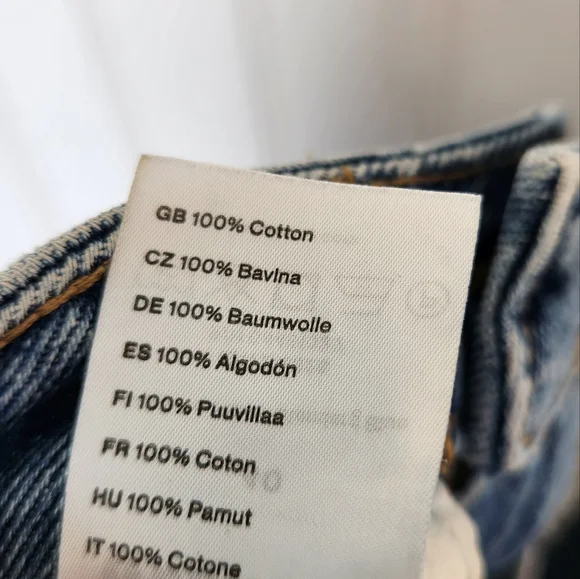 GB 100% Cotton
CZ 100% Bavlna
DE 100% Baumwolle
ES 100% Algodón
FI 100% Puuvillaa
FR 100% Coton
HU 100% Pamut
IT 100% Cotone